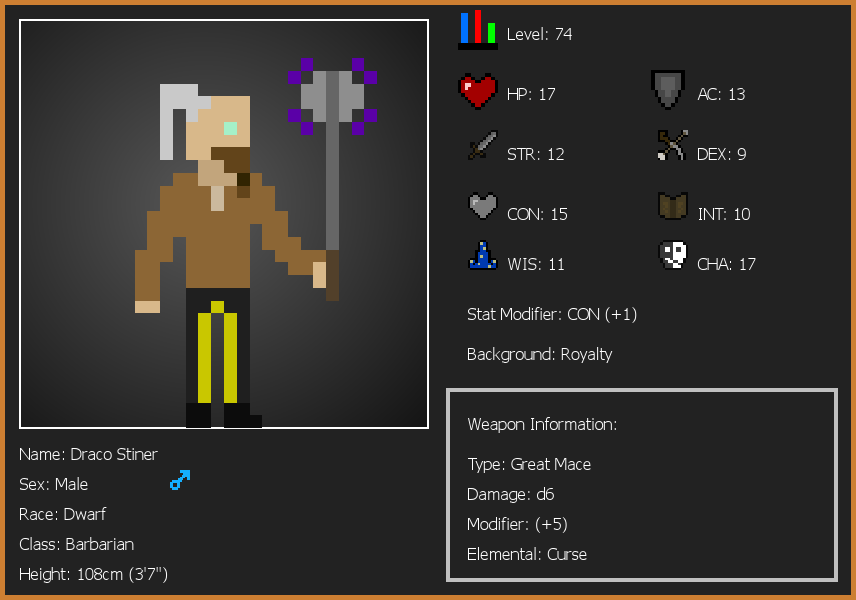 Level: 74
HP: 17
AC: 13
STR: 12
DEX: 9
CON: 15
INT: 10
WIS: 11
CHA: 17
Stat Modifier: CON (+1)
Background: Royalty
Weapon Information:
Type: Great Mace
Damage: d6
Modifier: (+5)
Elemental: Curse
Name: Draco Stiner
Sex: Male
Race: Dwarf
Class: Barbarian
Height: 108cm (3'7")